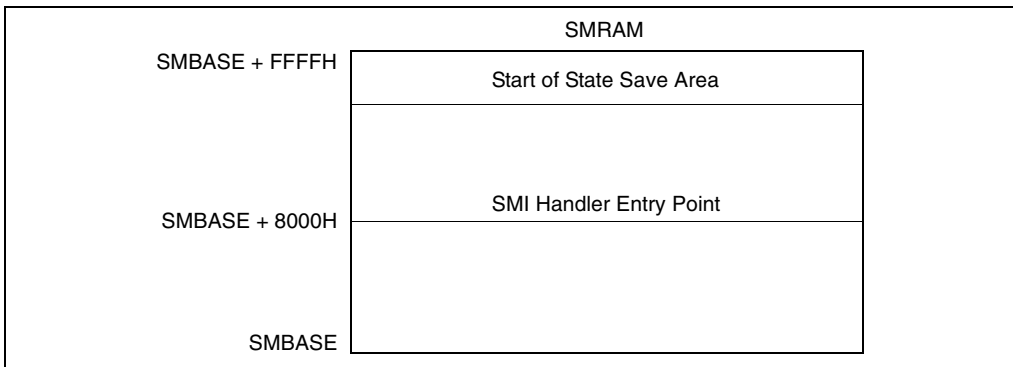 SMRAM
SMBASE + FFFFH
Start of State Save Area
SMI Handler Entry Point
SMBASE + 8000H
SMBASE